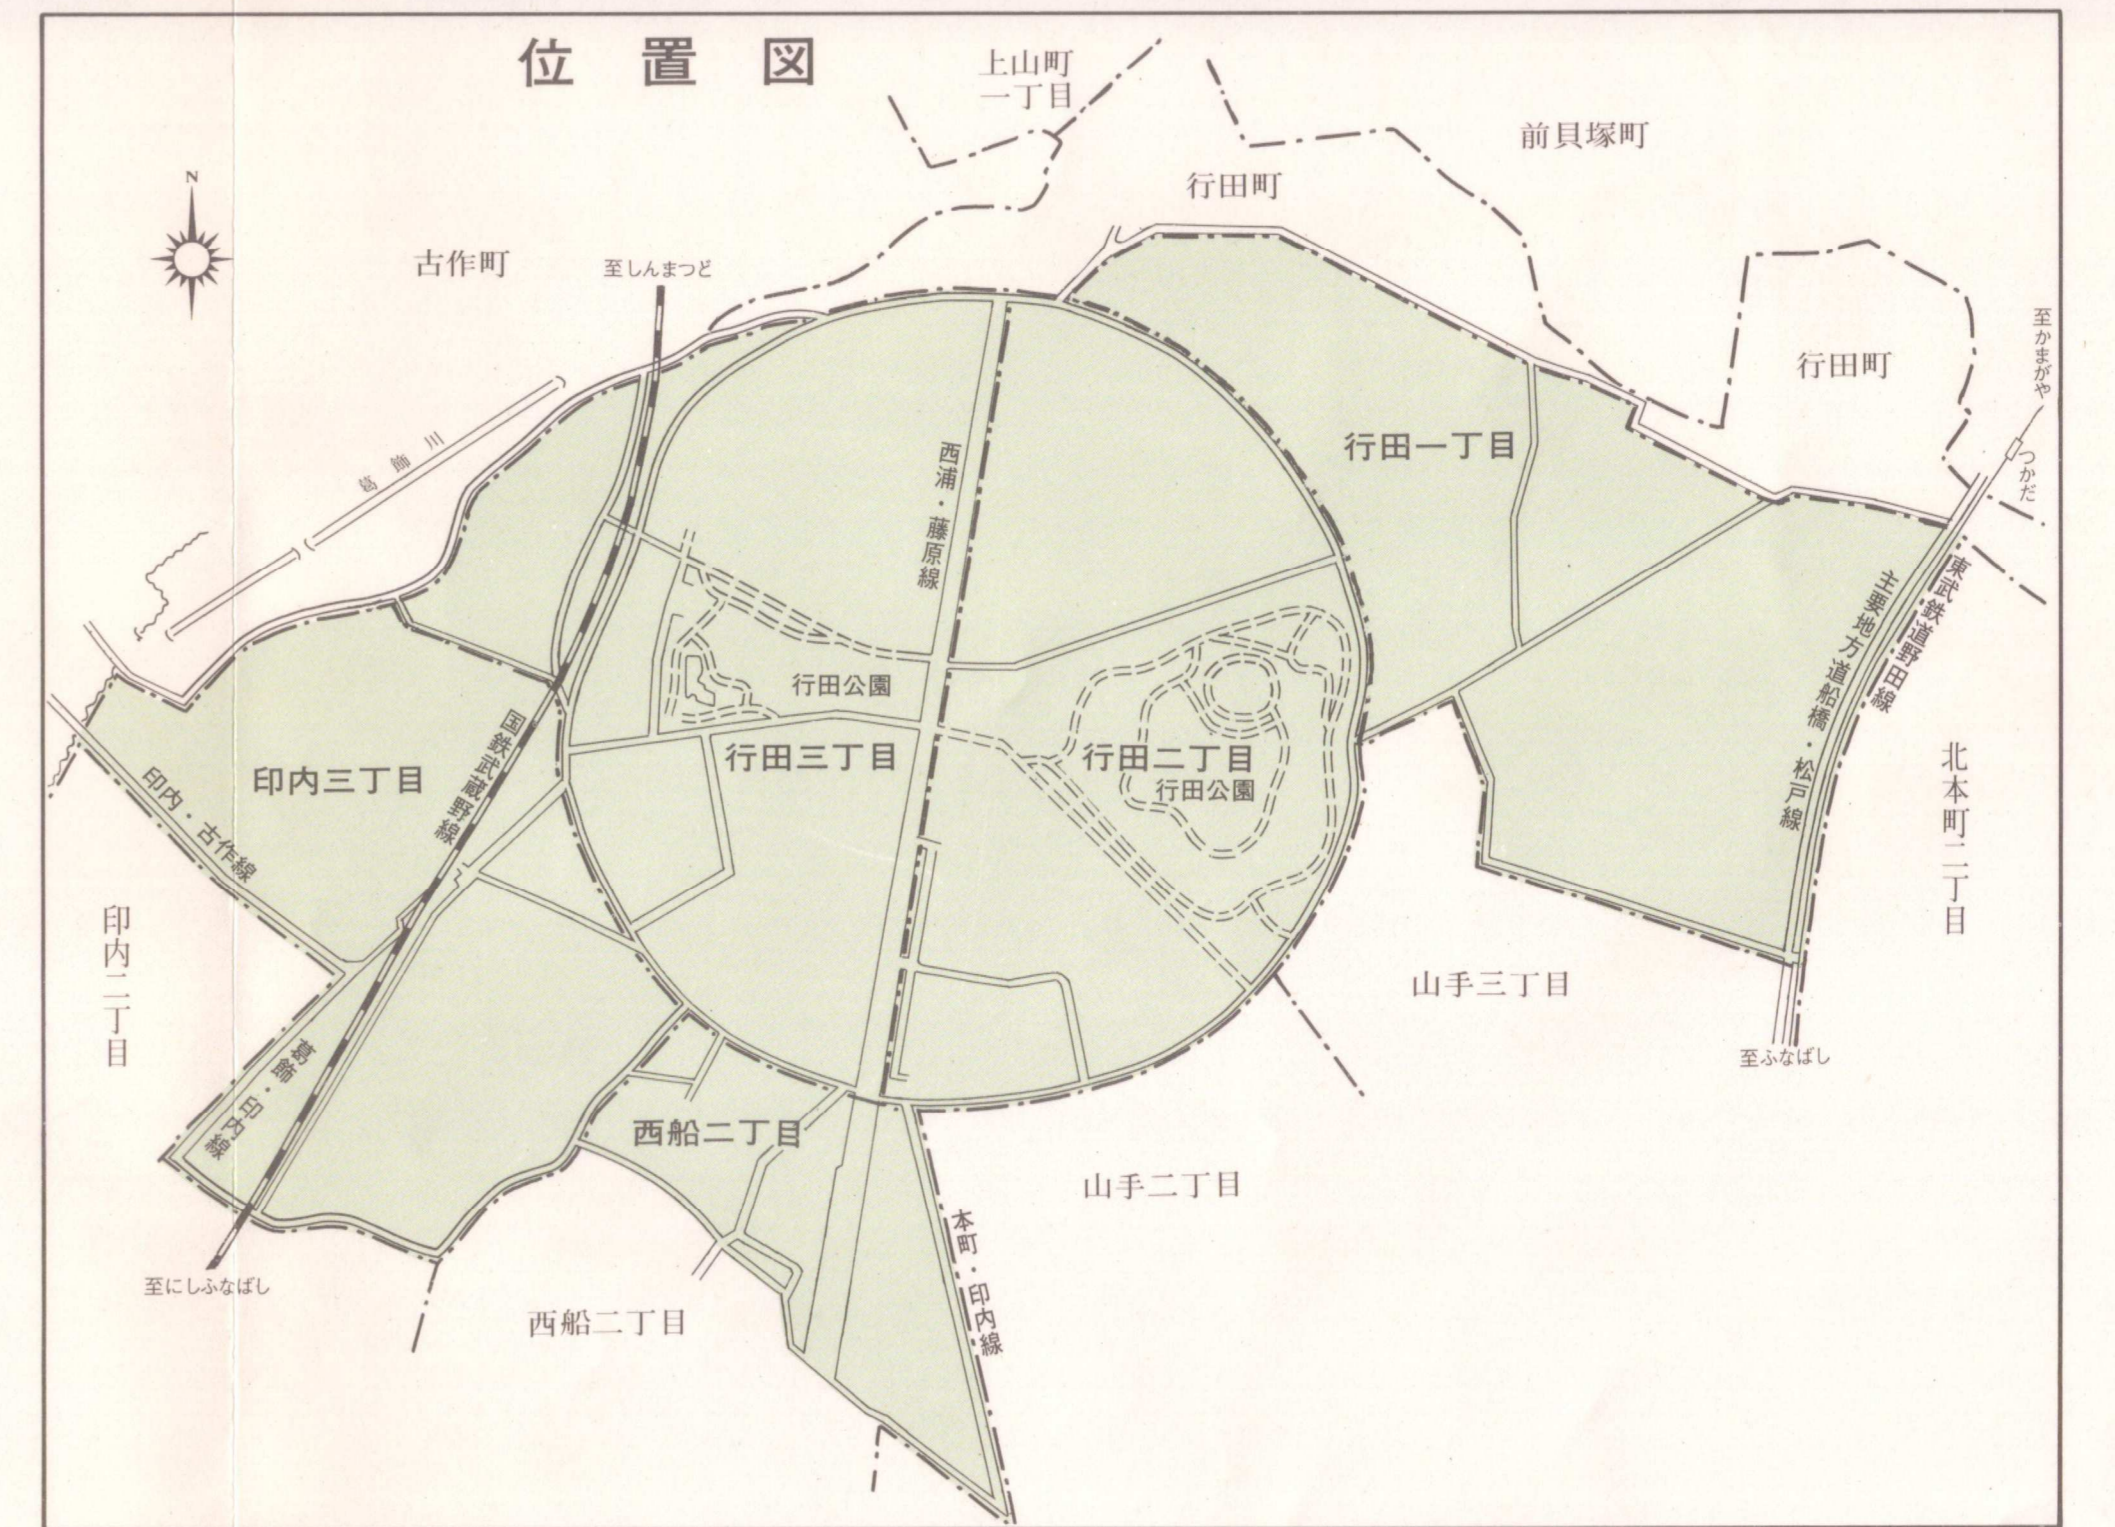 位置図
上山町
一丁目
前貝塚町
行田町
N
古作町
至しんまつど
至かまがや
行田町
葛飾川
西浦・藤原線
行田一丁目
つかだ
東武鉄道野田線
主要地方道船橋・松戸線
行田公園
国鉄武蔵野線
行田三丁目
行田二丁目
行田公園
印内三丁目
印内・古作線
北本町二丁目
印内二丁目
山手三丁目
至ふなばし
葛飾・印内線
西船二丁目
山手二丁目
本町・印内線
至にしふなばし
西船二丁目